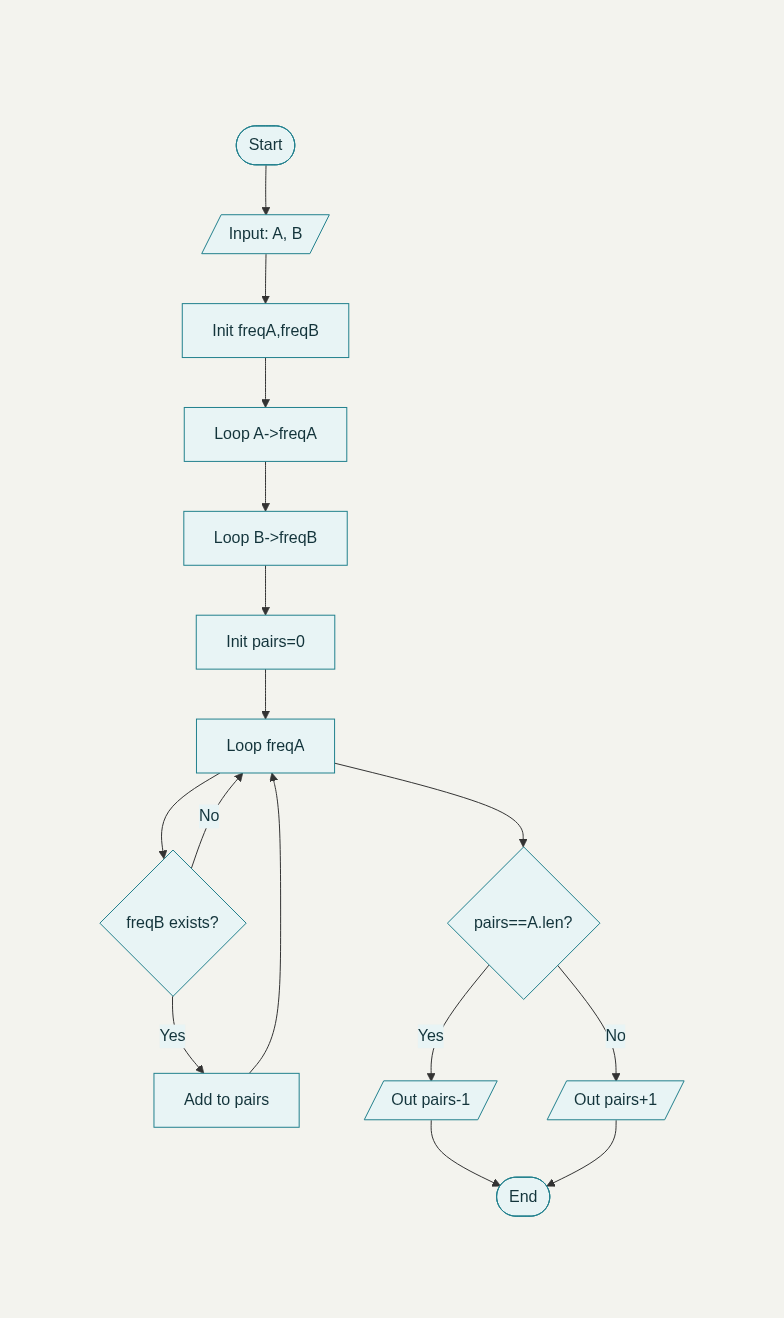 Start
Input: A, B
Init freqA,freqB
Loop A->freqA
Loop B->freqB
Init pairs=0
Loop freqA
No
freqB exists?
pairs==A.len?
Yes
Yes
No
Add to pairs
Out pairs-1
Out pairs+1
End